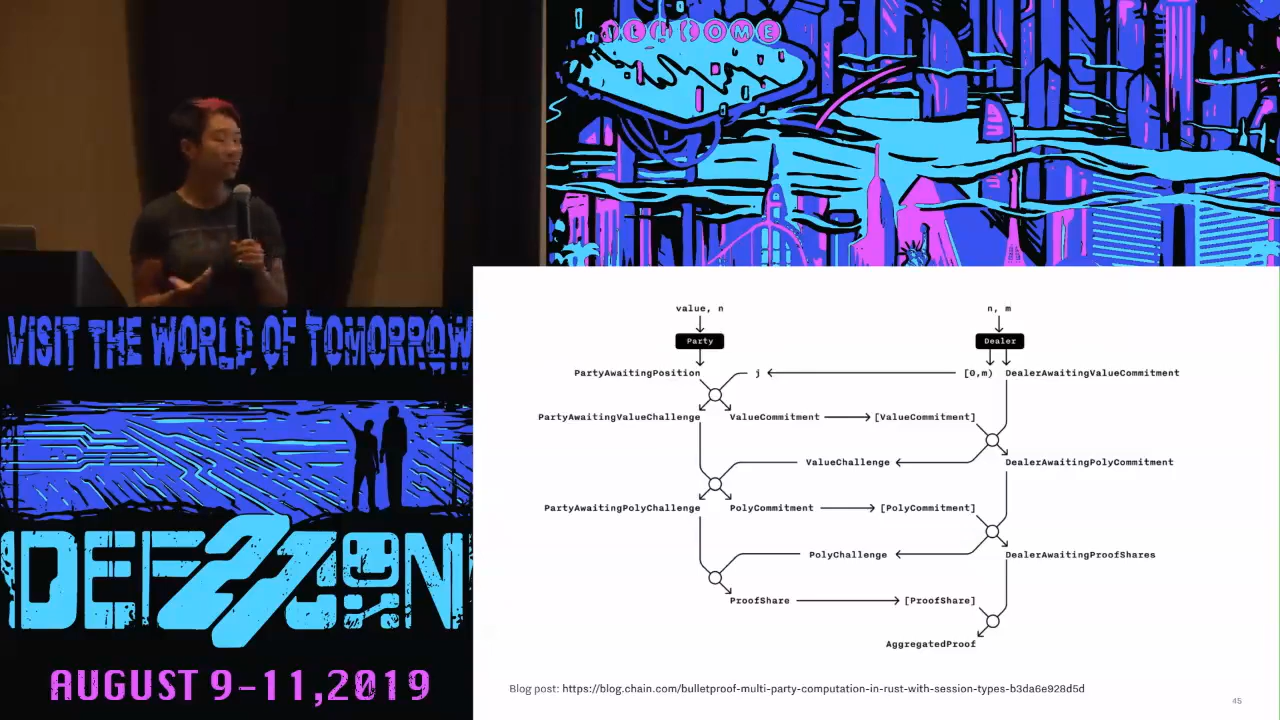 WELCOME
VISIT THE WORLD OF TOMORROW
DEF 27 CON
AUGUST 9-11,2019
value, n
n, m
Party
Dealer
PartyAwaitingPosition
j
[0,m)
DealerAwaitingValueCommitment
PartyAwaitingValueChallenge
ValueCommitment
[ValueCommitment]
ValueChallenge
DealerAwaitingPolyCommitment
PartyAwaitingPolyChallenge
PolyCommitment
[PolyCommitment]
PolyChallenge
DealerAwaitingProofShares
ProofShare
[ProofShare]
AggregatedProof
Blog post: https://blog.chain.com/bulletproof-multi-party-computation-in-rust-with-session-types-b3da6e928d5d
45